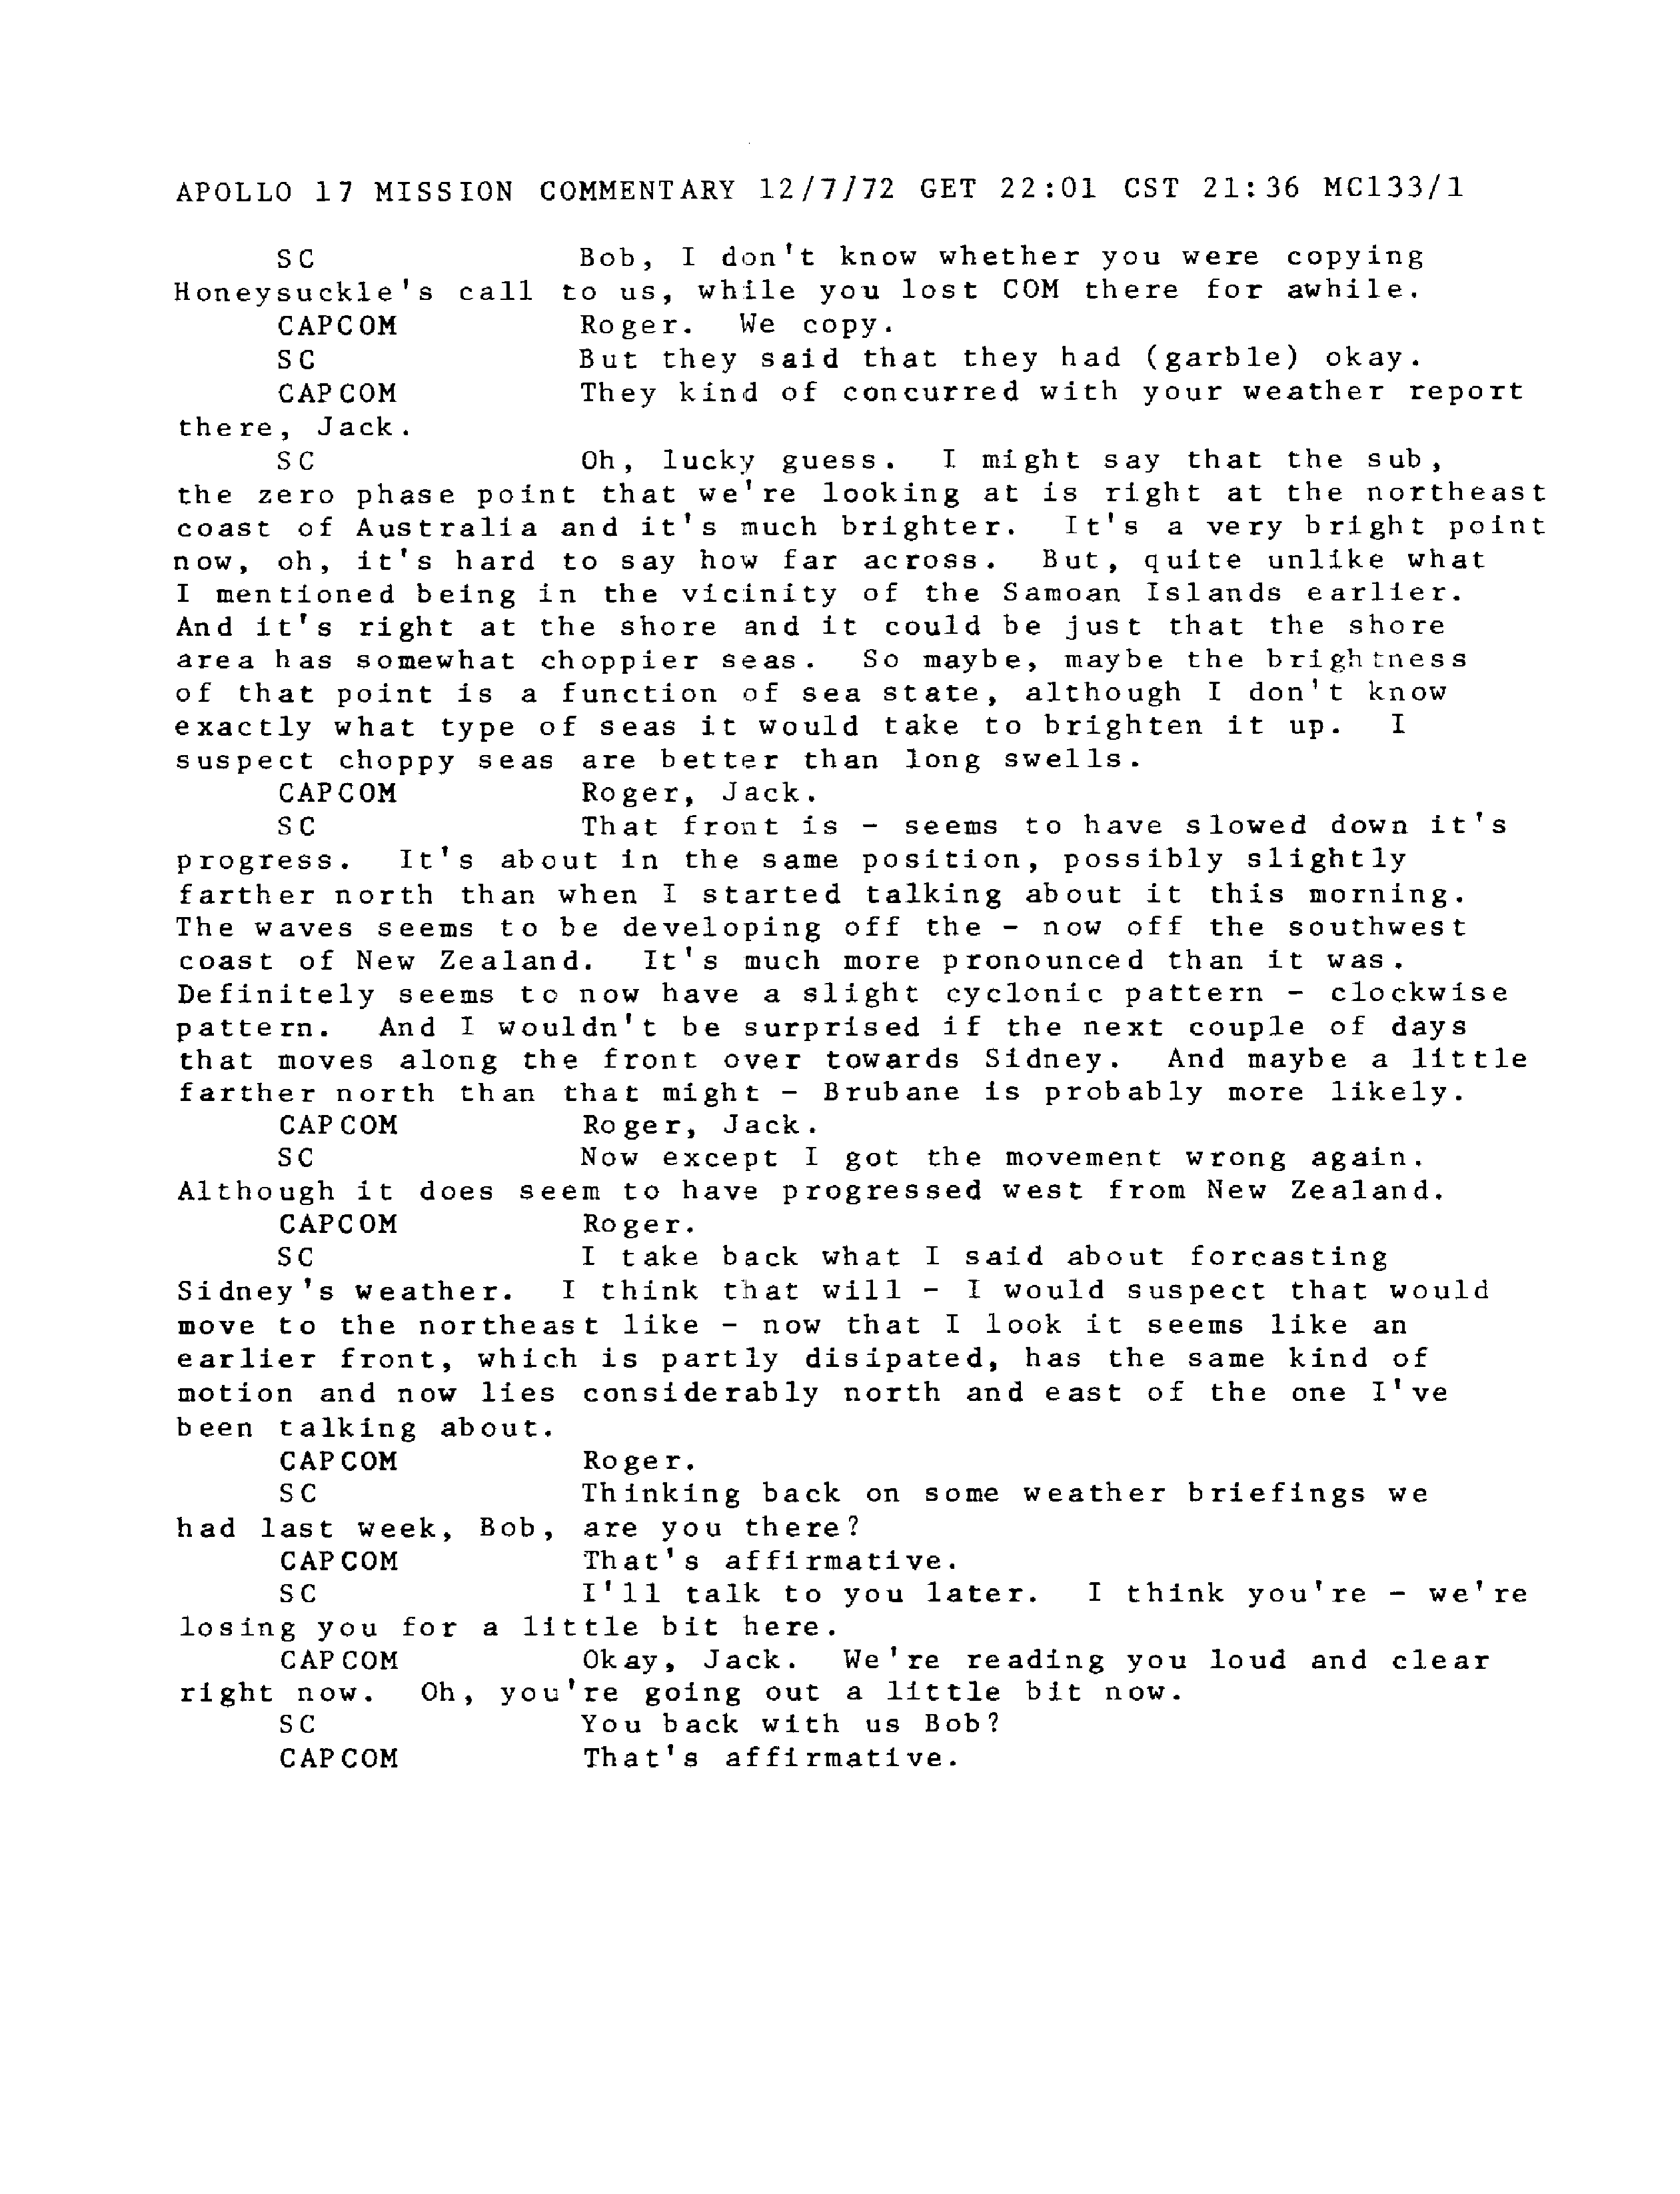 APOLLO 17 MISSION COMMENTARY 12/7/72 GET 22:01 CST 21:36 MC133/1
SC Bob, I don't know whether you were copying
Honeysuckle's call to us, while you lost COM there for awhile.
CAPCOM Roger. We copy.
SC But they said that they had (garble) okay.
CAPCOM They kind of concurred with your weather report
there, Jack.
SC Oh, lucky guess. I might say that the sub,
the zero phase point that we're looking at is right at the northeast
coast of Australia and it's much brighter. It's a very bright point
now, oh, it's hard to say how far across. But, quite unlike what
I mentioned being in the vicinity of the Samoan Islands earlier.
And it's right at the shore and it could be just that the shore
area has somewhat choppier seas. So maybe, maybe the brightness
of that point is a function of sea state, although I don't know
exactly what type of seas it would take to brighten it up. I
suspect choppy seas are better than long swells.
CAPCOM Roger, Jack.
SC That front is - seems to have slowed down it's
progress. It's about in the same position, possibly slightly
farther north than when I started talking about it this morning.
The waves seems to be developing off the - now off the southwest
coast of New Zealand. It's much more pronounced than it was.
Definitely seems to now have a slight cyclonic pattern - clockwise
pattern. And I wouldn't be surprised if the next couple of days
that moves along the front over towards Sidney. And maybe a little
farther north than that might - Brubane is probably more likely.
CAPCOM Roger, Jack.
SC Now except I got the movement wrong again.
Although it does seem to have progressed west from New Zealand.
CAPCOM Roger.
SC I take back what I said about forcasting
Sidney's weather. I think that will - I would suspect that would
move to the northeast like - now that I look it seems like an
earlier front, which is partly disipated, has the same kind of
motion and now lies considerably north and east of the one I've
been talking about.
CAPCOM Roger.
SC Thinking back on some weather briefings we
had last week, Bob, are you there?
CAPCOM That's affirmative.
SC I'll talk to you later. I think you're - we're
losing you for a little bit here.
CAPCOM Okay, Jack. We're reading you loud and clear
right now. Oh, you're going out a little bit now.
SC You back with us Bob?
CAPCOM That's affirmative.